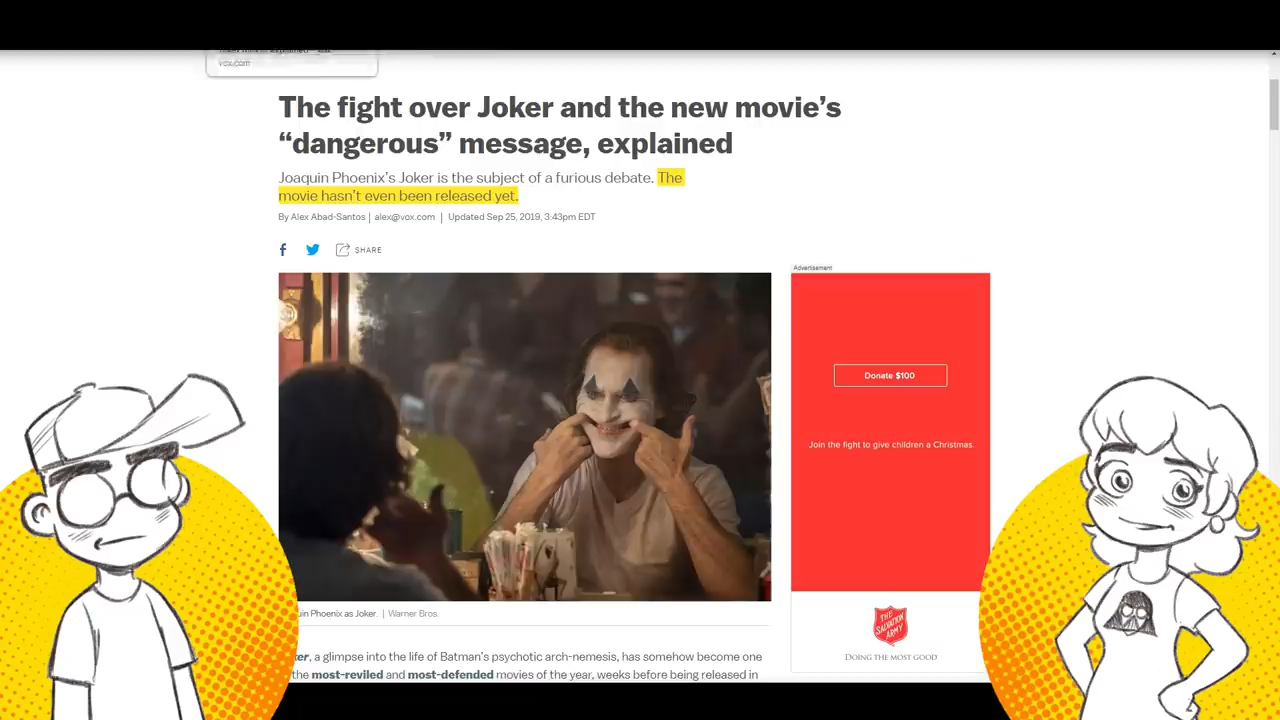 vox.com
The fight over Joker and the new movie's
“dangerous” message, explained
Joaquin Phoenix's Joker is the subject of a furious debate. The
movie hasn't even been released yet.
By Alex Abad-Santos | alex@vox.com | Updated Sep 25, 2019, 3:43pm EDT
SHARE
Advertisement
Donate $100
Join the fight to give children a Christmas.
THE
SALVATION
ARMY
DOING THE MOST GOOD
Phoenix as Joker. | Warner Bros.
, a glimpse into the life of Batman's psychotic arch-nemesis, has somehow become one
the most-reviled and most-defended movies of the year, weeks before being released in